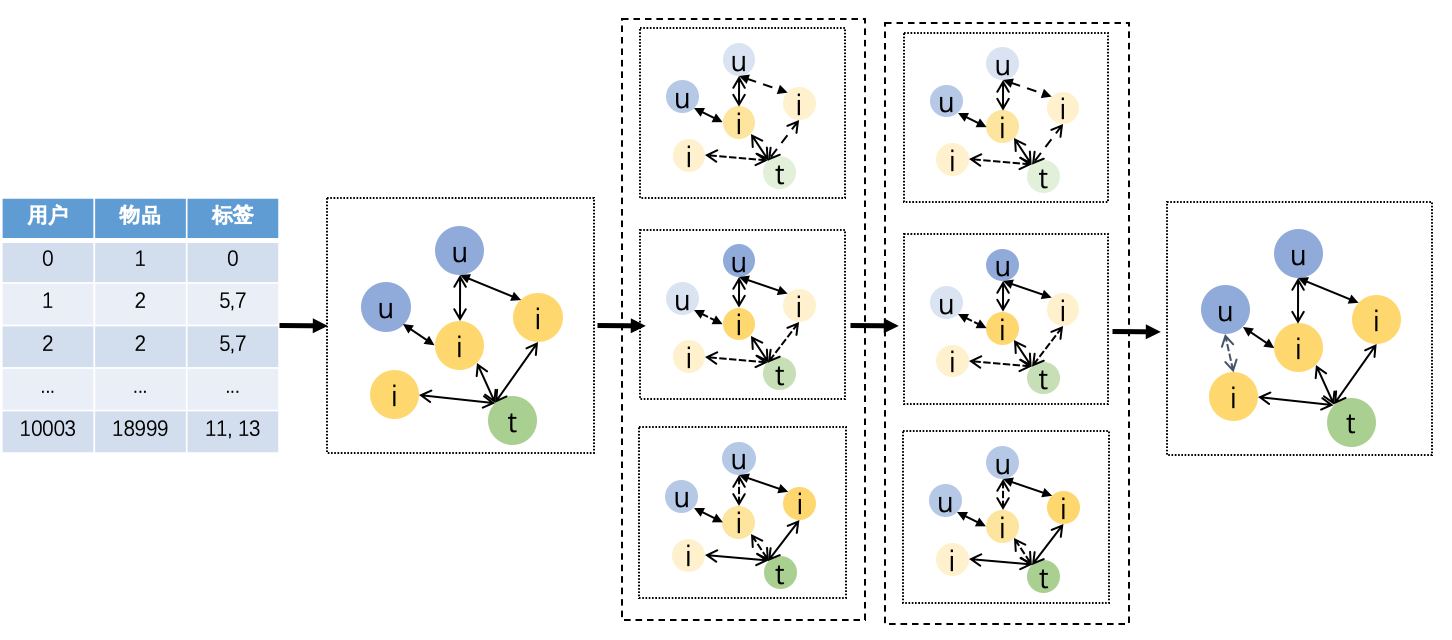 用户 物品 标签
0 1 0
1 2 5,7
2 2 5,7
... ... ...
10003 18999 11, 13
u
u
i
i
i
t
u
u
i
i
i
t
u
u
i
i
i
t
u
u
i
i
i
t
u
u
i
i
i
t
u
u
i
i
i
t
u
u
i
i
i
t
u
u
i
i
i
t